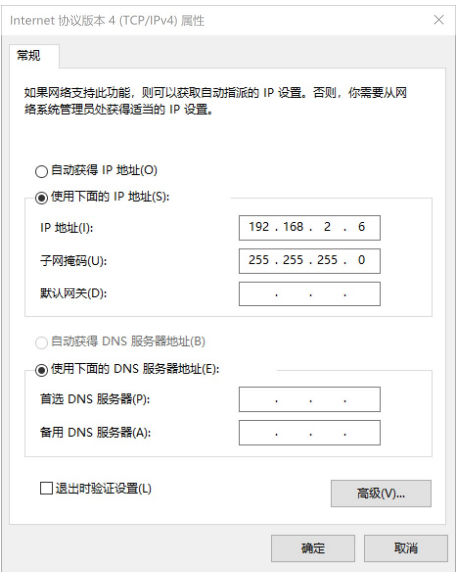 Internet 协议版本 4 (TCP/IPv4) 属性
常规
如果网络支持此功能，则可以获取自动指派的 IP 设置。否则，你需要从网
络系统管理员处获得适当的 IP 设置。
自动获得 IP 地址(O)
使用下面的 IP 地址(S):
IP 地址(I): 192 . 168 . 2 . 6
子网掩码(U): 255 . 255 . 255 . 0
默认网关(D): . . .
自动获得 DNS 服务器地址(B)
使用下面的 DNS 服务器地址(E):
首选 DNS 服务器(P): . . .
备用 DNS 服务器(A): . . .
退出时验证设置(L)
高级(V)...
确定 取消